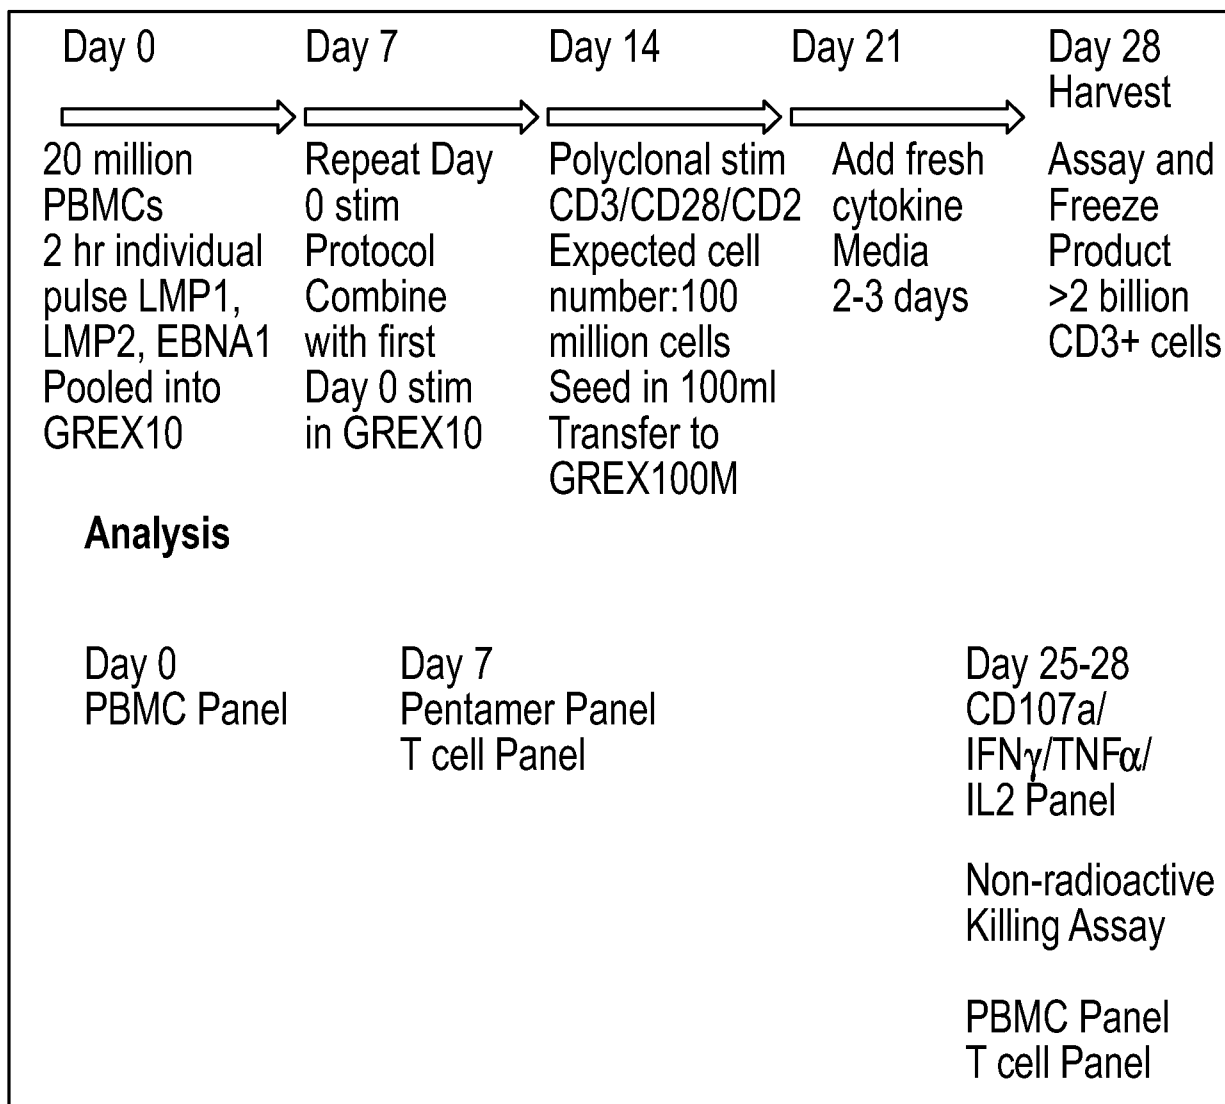 Day 0
20 million
PBMCs
2 hr individual
pulse LMP1,
LMP2, EBNA1
Pooled into
GREX10
Day 7
Repeat Day
0 stim
Protocol
Combine
with first
Day 0 stim
in GREX10
Day 14
Polyclonal stim
CD3/CD28/CD2
Expected cell
number:100
million cells
Seed in 100ml
Transfer to
GREX100M
Day 21
Add fresh
cytokine
Media
2-3 days
Day 28
Harvest
Assay and
Freeze
Product
>2 billion
CD3+ cells
Analysis
Day 0
PBMC Panel
Day 7
Pentamer Panel
T cell Panel
Day 25-28
CD107a/
IFNγ/TNFα/
IL2 Panel
Non-radioactive
Killing Assay
PBMC Panel
T cell Panel